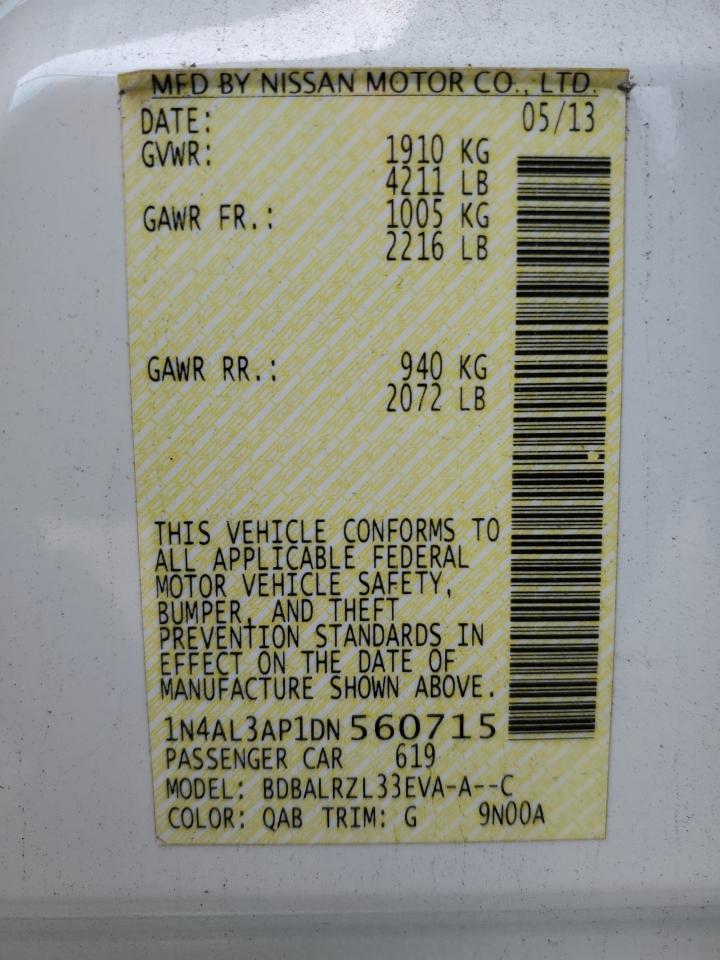 MFD BY NISSAN MOTOR CO., LTD.
DATE: 05/13
GVWR: 1910 KG
4211 LB
GAWR FR.: 1005 KG
2216 LB
GAWR RR.: 940 KG
2072 LB
THIS VEHICLE CONFORMS TO
ALL APPLICABLE FEDERAL
MOTOR VEHICLE SAFETY,
BUMPER, AND THEFT
PREVENTION STANDARDS IN
EFFECT ON THE DATE OF
MANUFACTURE SHOWN ABOVE.
1N4AL3AP1DN560715
PASSENGER CAR 619
MODEL: BDBALRZL33EVA-A--C
COLOR: QAB TRIM: G 9N00A